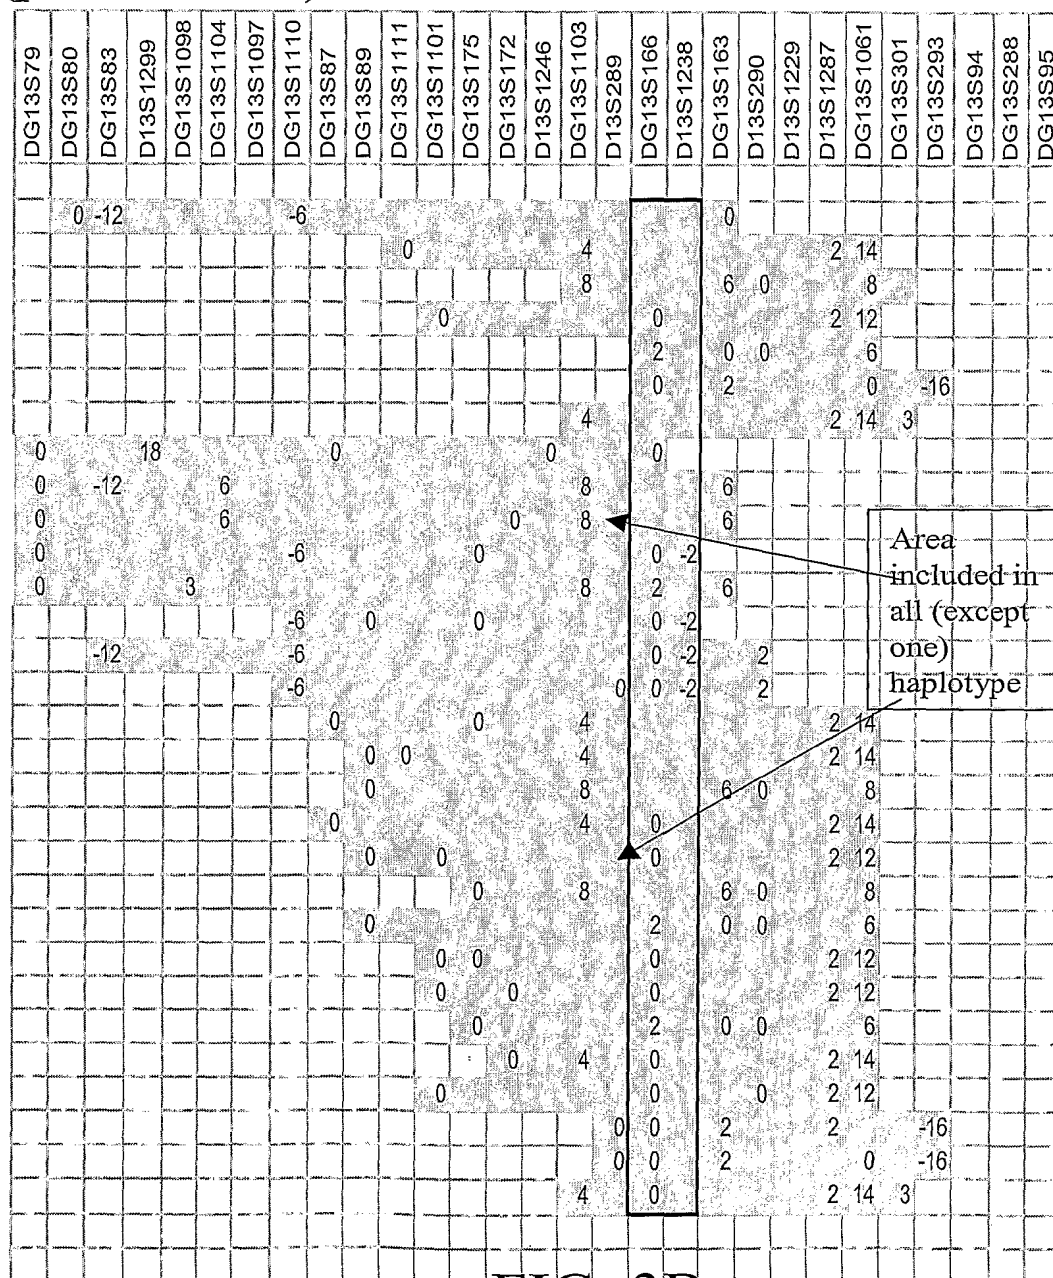 DG13S79 DG13S80 DG13S83 D13S1299 DG13S1098 DG13S1104 DG13S1097 DG13S1110 DG13S87 DG13S89 DG13S1111 DG13S1101 DG13S175 DG13S172 D13S1246 DG13S1103 D13S289 DG13S166 D13S1238 DG13S163 D13S290 D13S1229 D13S1287 DG13S1061 DG13S301 DG13S293 DG13S94 DG13S288 DG13S95
0 -12 -6 0
0 4 2 14
8 6 0 8
0 0 2 12
2 0 0 6
0 2 0 -16
4 2 14 3
0 18 0 0 0
0 -12 6 8 6
0 6 0 8 6
0 -6 0 0 -2
0 3 8 2 6
-6 0 0 0 -2
-12 -6 0 -2 2
-6 0 0 -2 2
0 0 4 2 14
0 0 4 2 14
0 8 6 0 8
0 4 0 2 14
0 0 0 2 12
0 8 6 0 8
0 2 0 0 6
0 0 0 2 12
0 0 0 2 12
0 2 0 0 6
0 4 0 2 14
0 0 0 2 12
0 0 2 2 -16
0 0 2 0 -16
4 0 2 14 3
Area
included in
all (except
one)
haplotype